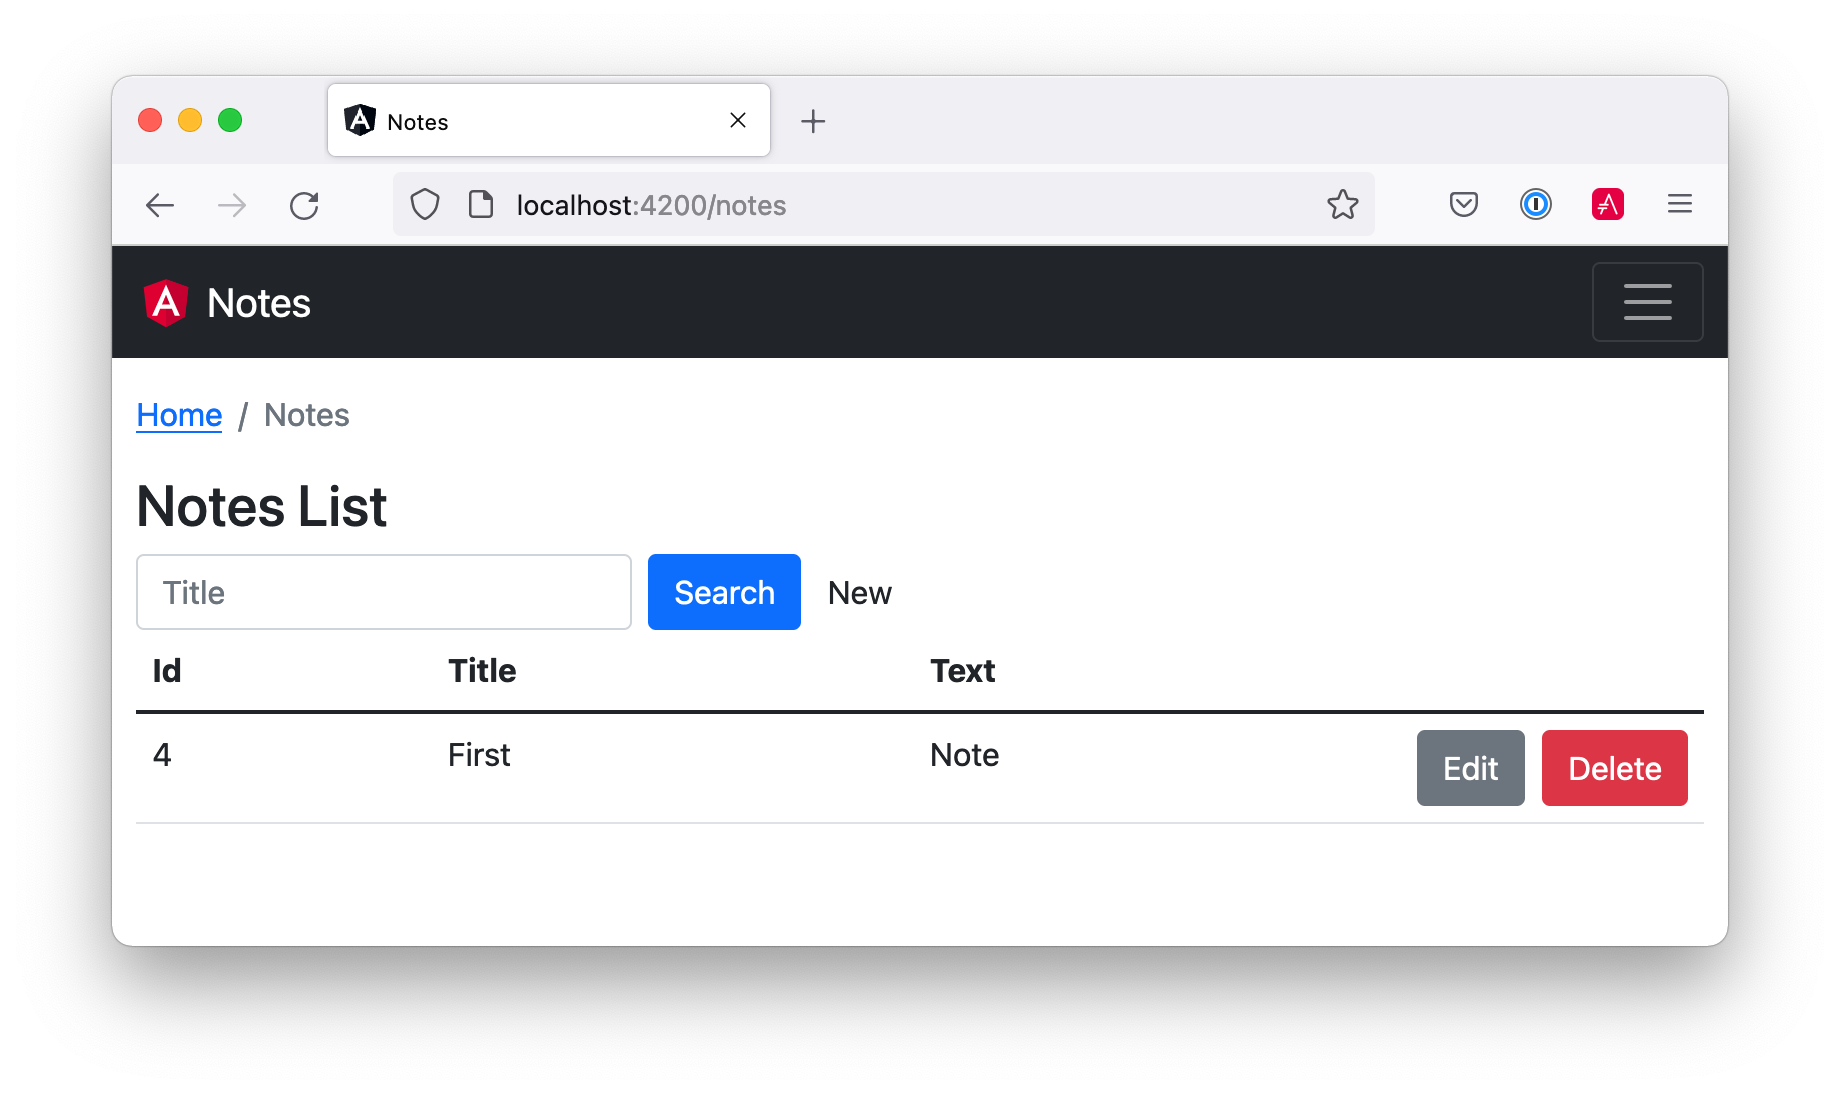 Notes
localhost:4200/notes
Notes
Home / Notes
Notes List
Title Search New
Id Title Text
4 First Note Edit Delete